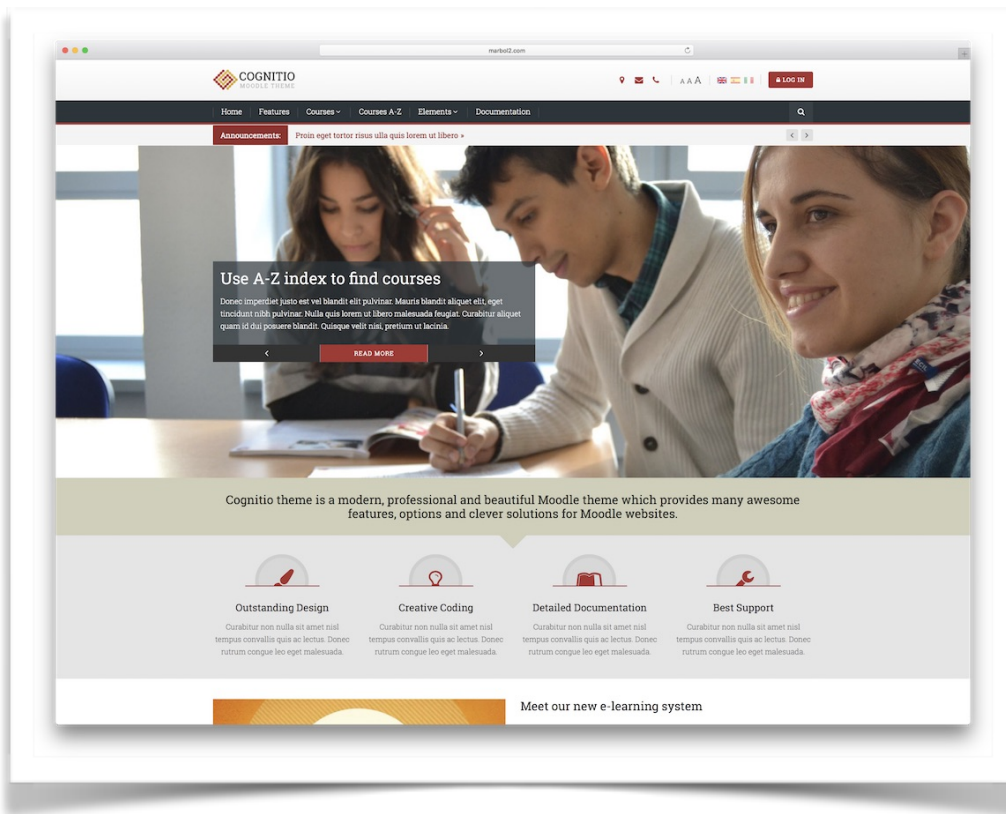 marbol2.com
COGNITIO
MOODLE THEME
A A A
LOG IN
Home Features Courses Courses A-Z Elements Documentation
Announcements: Proin eget tortor risus ulla quis lorem ut libero »
Use A-Z index to find courses
Donec imperdiet justo est vel blandit elit pulvinar. Mauris blandit aliquet elit, eget
tincidunt nibh pulvinar. Nulla quis lorem ut libero malesuada feugiat. Curabitur aliquet
quam id dui posuere blandit. Quisque velit nisi, pretium ut lacinia.
READ MORE
Cognitio theme is a modern, professional and beautiful Moodle theme which provides many awesome
features, options and clever solutions for Moodle websites.
Outstanding Design
Curabitur non nulla sit amet nisl
tempus convallis quis ac lectus. Donec
rutrum congue leo eget malesuada.
Creative Coding
Curabitur non nulla sit amet nisl
tempus convallis quis ac lectus. Donec
rutrum congue leo eget malesuada.
Detailed Documentation
Curabitur non nulla sit amet nisl
tempus convallis quis ac lectus. Donec
rutrum congue leo eget malesuada.
Best Support
Curabitur non nulla sit amet nisl
tempus convallis quis ac lectus. Donec
rutrum congue leo eget malesuada.
Meet our new e-learning system